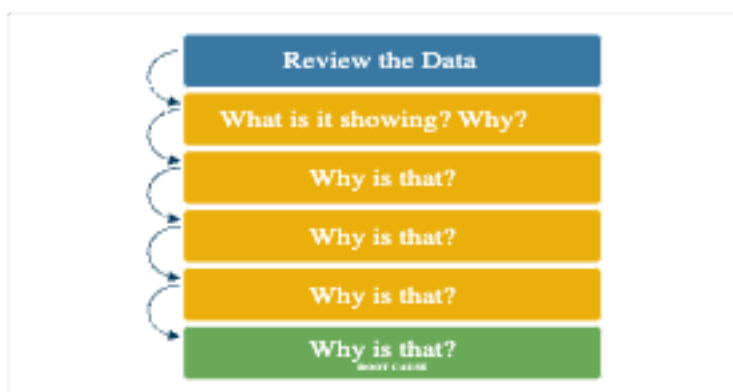 Review the Data
What is it showing? Why?
Why is that?
Why is that?
Why is that?
Why is that?
ROOT CAUSE